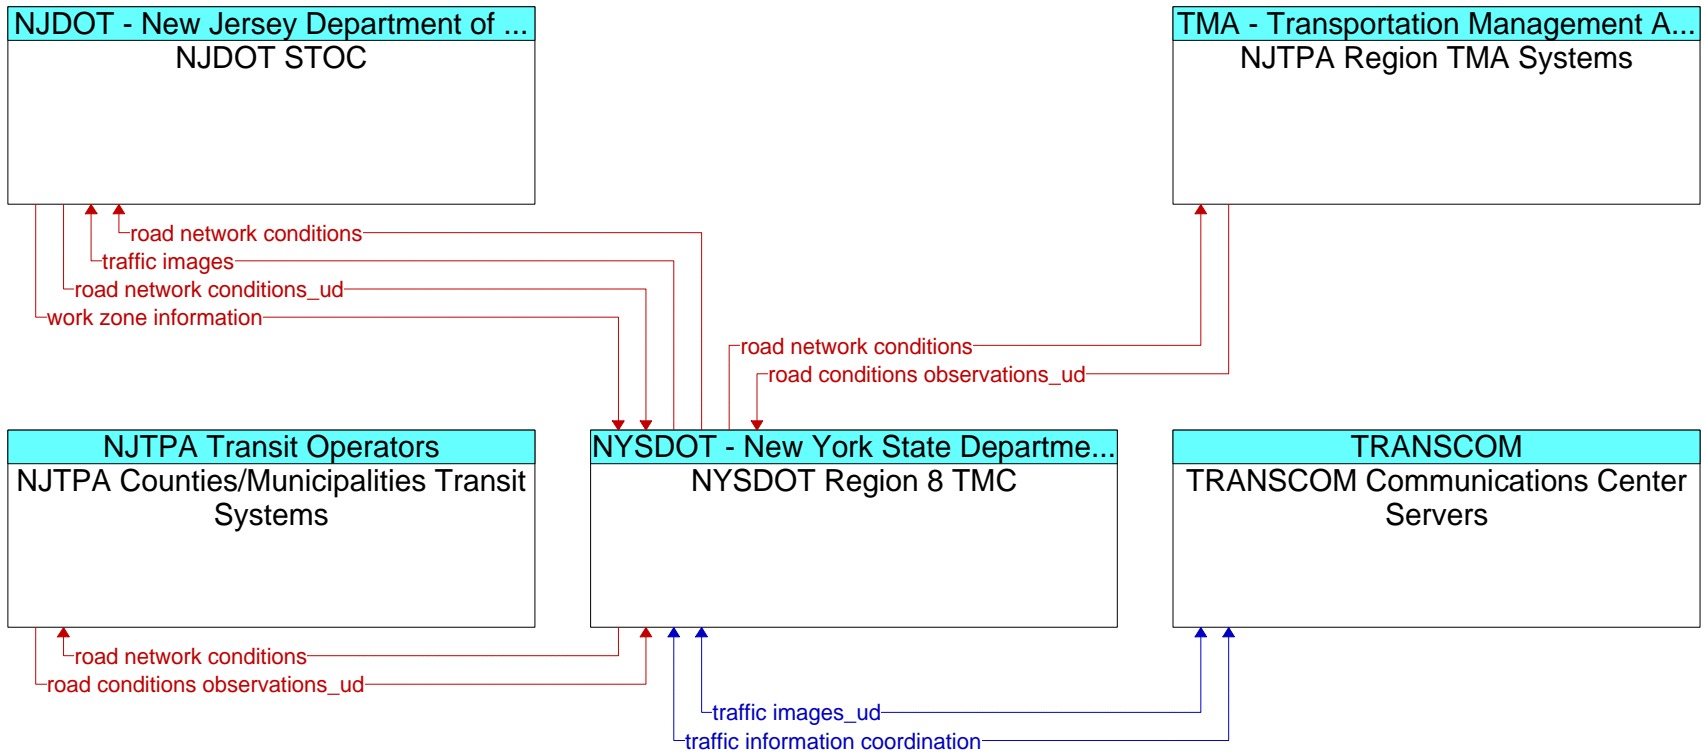 NJDOT - New Jersey Department of ...
NJDOT STOC
TMA - Transportation Management A...
NJTPA Region TMA Systems
road network conditions
traffic images
road network conditions_ud
work zone information
road network conditions
road conditions observations_ud
NJTPA Transit Operators
NJTPA Counties/Municipalities Transit
Systems
NYSDOT - New York State Departme...
NYSDOT Region 8 TMC
TRANSCOM
TRANSCOM Communications Center
Servers
road network conditions
road conditions observations_ud
traffic images_ud
traffic information coordination